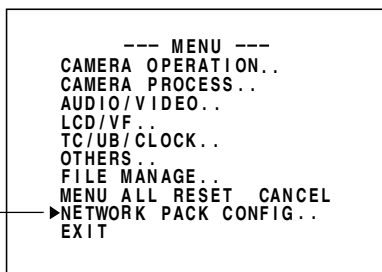 --- MENU ---
CAMERA OPERATION..
CAMERA PROCESS..
AUDIO/VIDEO..
LCD/VF..
TC/UB/CLOCK..
OTHERS..
FILE MANAGE..
MENU ALL RESET CANCEL
▶NETWORK PACK CONFIG..
EXIT